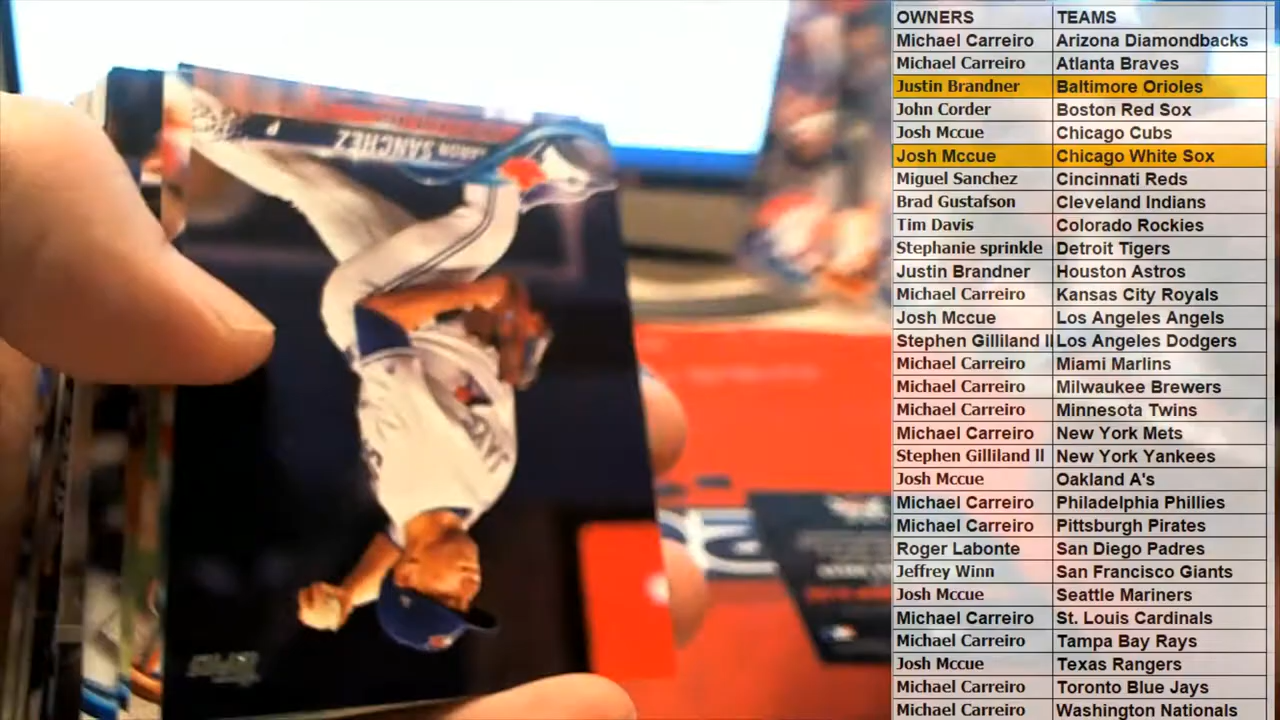 SANCHEZ
P
OWNERS TEAMS
Michael Carreiro Arizona Diamondbacks
Michael Carreiro Atlanta Braves
Justin Brandner Baltimore Orioles
John Corder Boston Red Sox
Josh Mccue Chicago Cubs
Josh Mccue Chicago White Sox
Miguel Sanchez Cincinnati Reds
Brad Gustafson Cleveland Indians
Tim Davis Colorado Rockies
Stephanie sprinkle Detroit Tigers
Justin Brandner Houston Astros
Michael Carreiro Kansas City Royals
Josh Mccue Los Angeles Angels
Stephen Gilliland II Los Angeles Dodgers
Michael Carreiro Miami Marlins
Michael Carreiro Milwaukee Brewers
Michael Carreiro Minnesota Twins
Michael Carreiro New York Mets
Stephen Gilliland ll New York Yankees
Josh Mccue Oakland A's
Michael Carreiro Philadelphia Phillies
Michael Carreiro Pittsburgh Pirates
Roger Labonte San Diego Padres
Jeffrey Winn San Francisco Giants
Josh Mccue Seattle Mariners
Michael Carreiro St. Louis Cardinals
Michael Carreiro Tampa Bay Rays
Josh Mccue Texas Rangers
Michael Carreiro Toronto Blue Jays
Michael Carreiro Washington Nationals